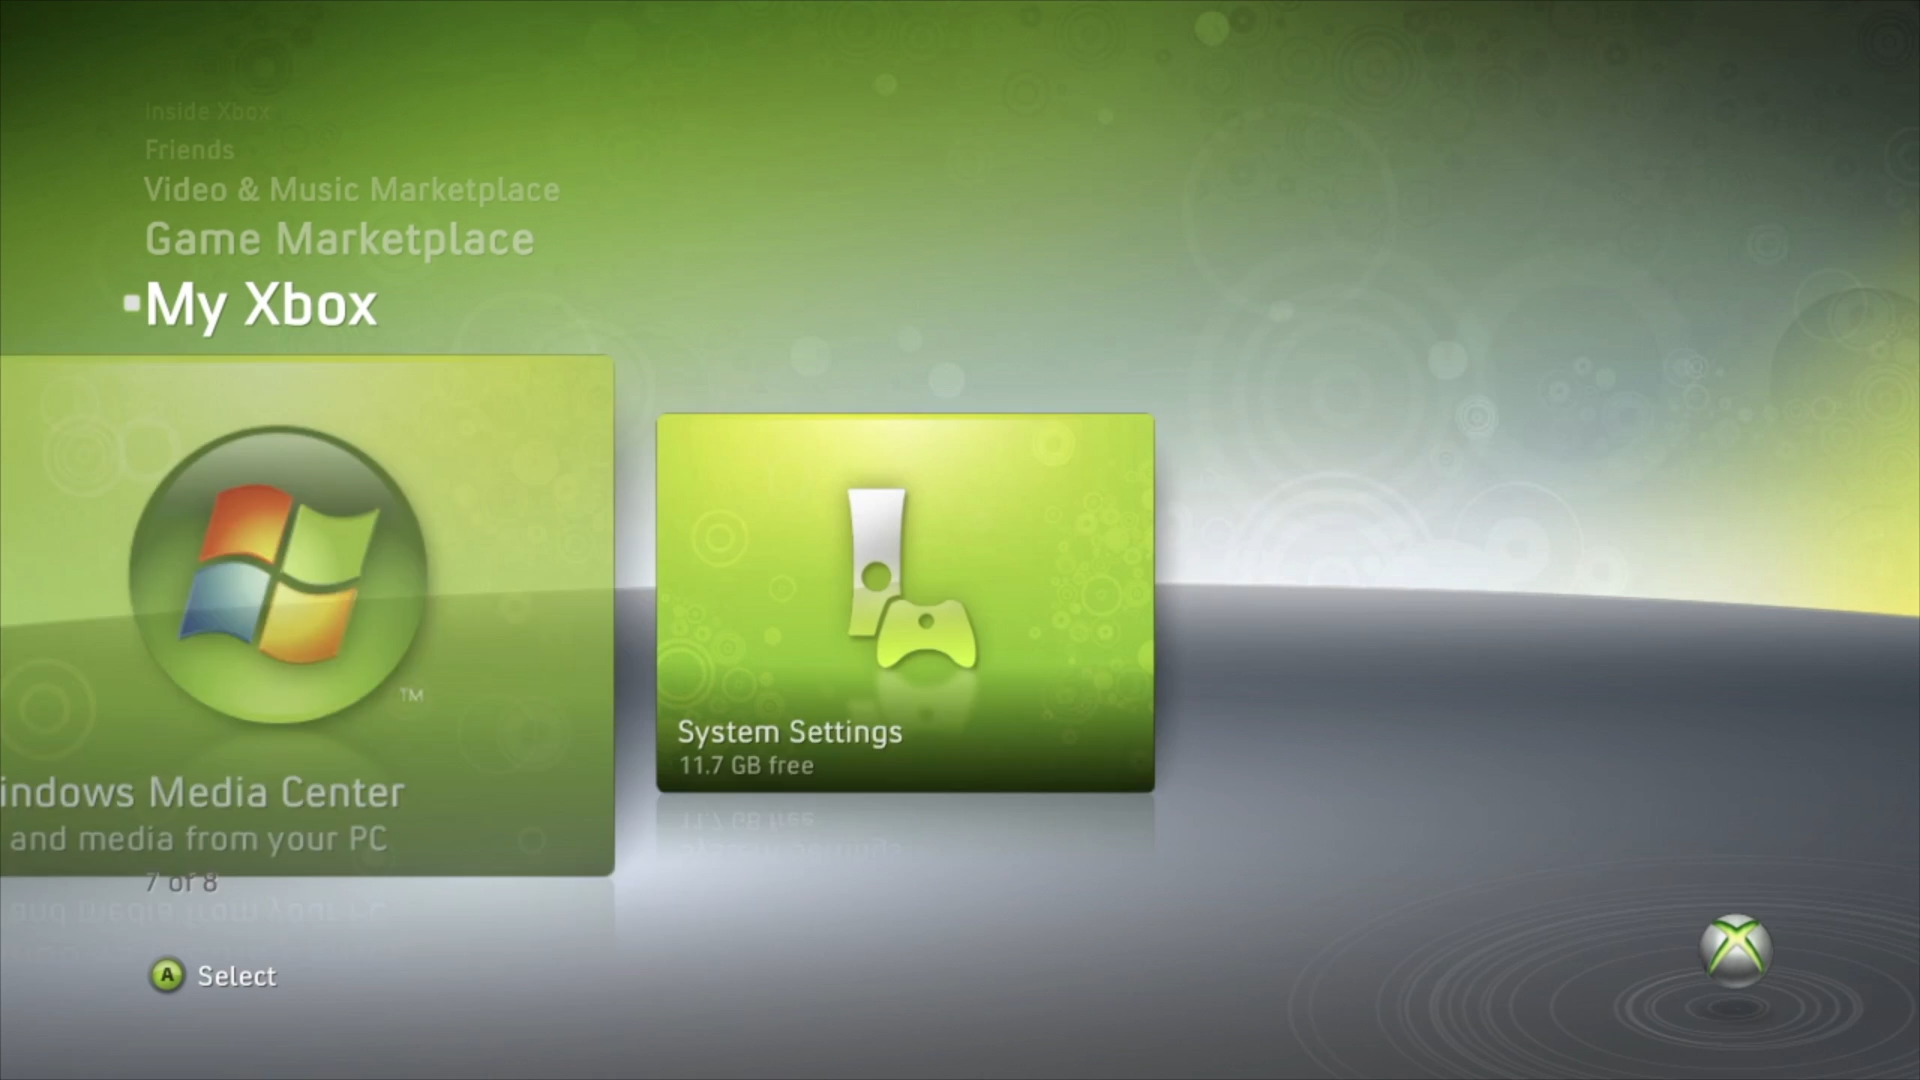 Inside Xbox
Friends
Video & Music Marketplace
Game Marketplace
My Xbox
TM
indows Media Center
and media from your PC
7 of 8
System Settings
11.7 GB free
A Select